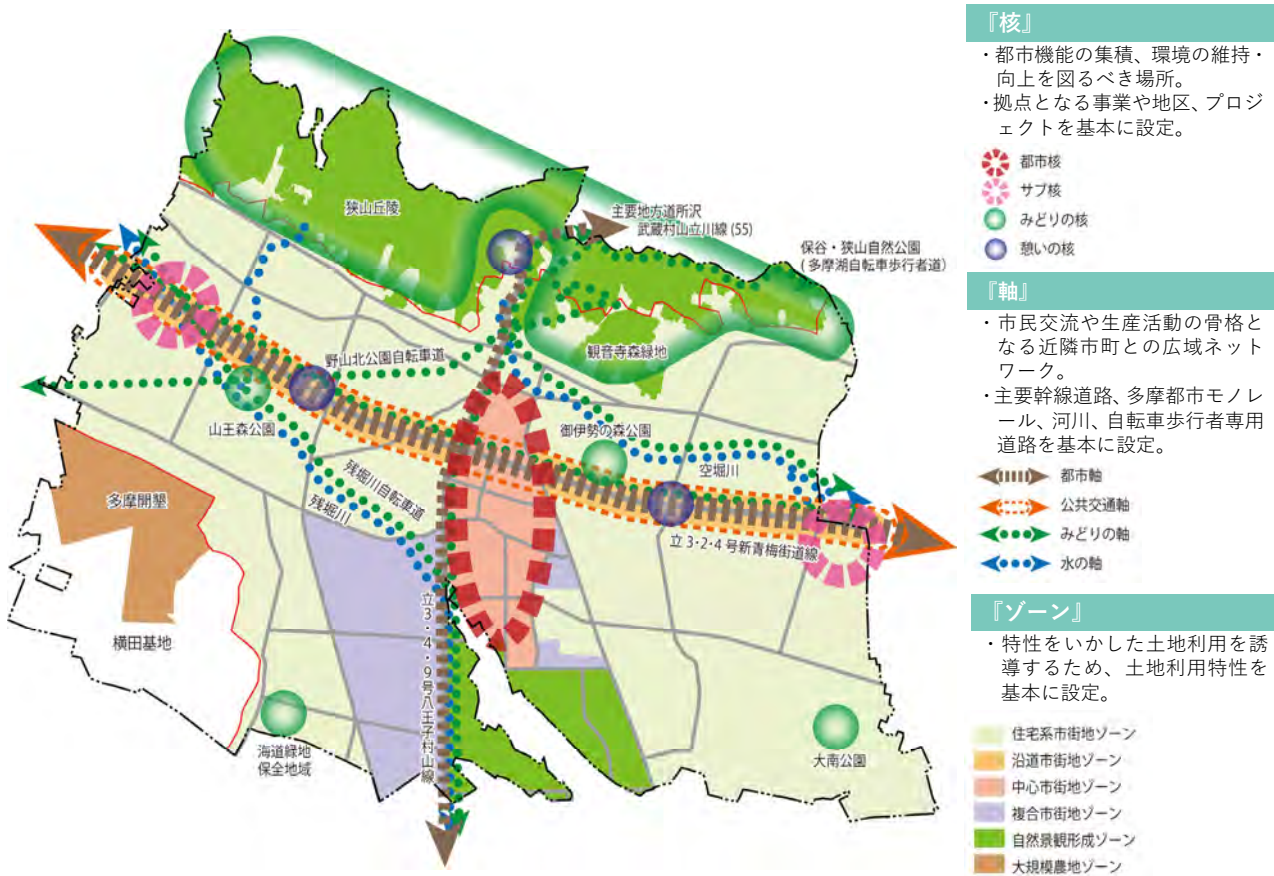 狭山丘陵
主要地方道所沢
武蔵村山立川線(55)
保谷・狭山自然公園
(多摩湖自転車歩行者道)
観音寺森緑地
野山北公園自転車道
山王森公園
御伊勢の森公園
空堀川
残堀川自転車道
残堀川
多摩開墾
立3・2・4号新青梅街道線
横田基地
立3・4・9号八王子村山線
海道緑地
保全地域
大南公園
『核』
・都市機能の集積、環境の維持・
向上を図るべき場所。
・拠点となる事業や地区、プロジ
ェクトを基本に設定。
都市核
サブ核
みどりの核
憩いの核
『軸』
・市民交流や生産活動の骨格と
なる近隣市町との広域ネット
ワーク。
・主要幹線道路、多摩都市モノレ
ール、河川、自転車歩行者専用
道路を基本に設定。
都市軸
公共交通軸
みどりの軸
水の軸
『ゾーン』
・特性をいかした土地利用を誘
導するため、土地利用特性を
基本に設定。
住宅系市街地ゾーン
沿道市街地ゾーン
中心市街地ゾーン
複合市街地ゾーン
自然景観形成ゾーン
大規模農地ゾーン